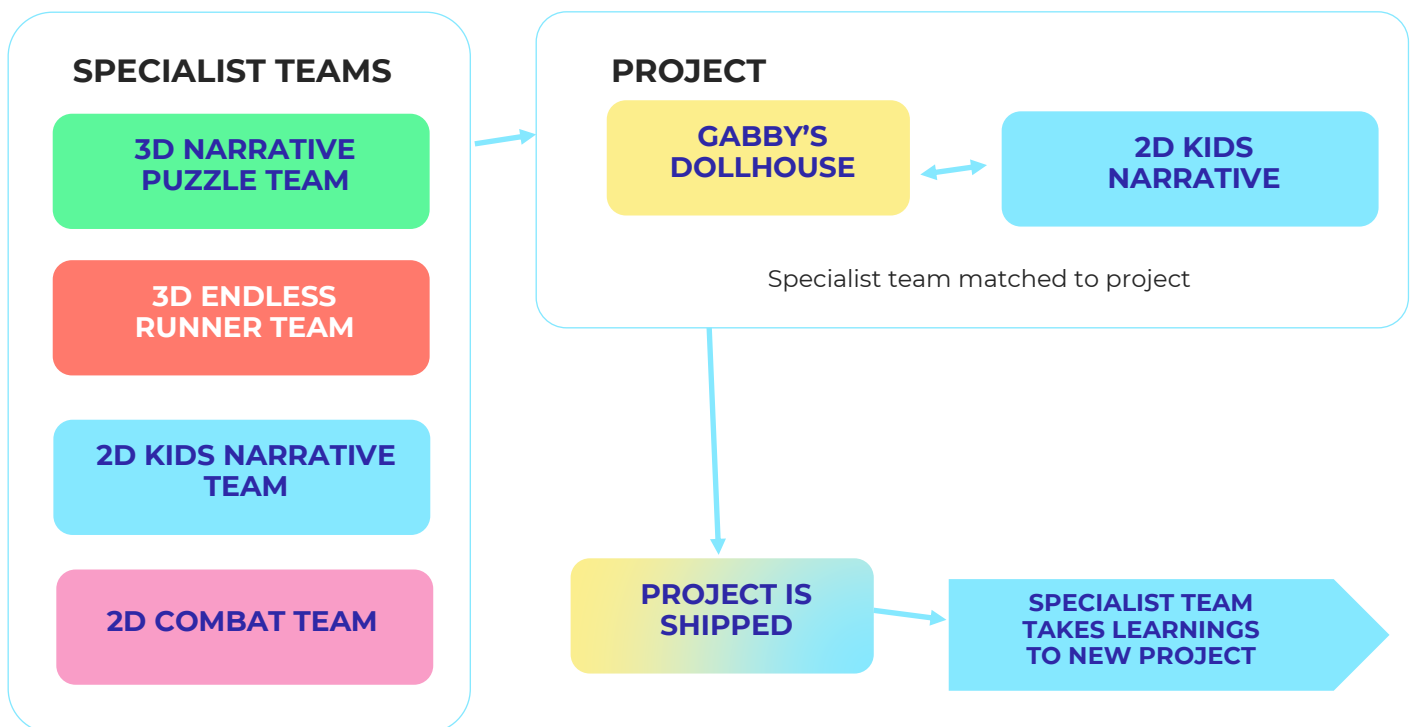 SPECIALIST TEAMS
3D NARRATIVE
PUZZLE TEAM
3D ENDLESS
RUNNER TEAM
2D KIDS NARRATIVE
TEAM
2D COMBAT TEAM
PROJECT
GABBY’S
DOLLHOUSE
2D KIDS
NARRATIVE
Specialist team matched to project
PROJECT IS
SHIPPED
SPECIALIST TEAM
TAKES LEARNINGS
TO NEW PROJECT